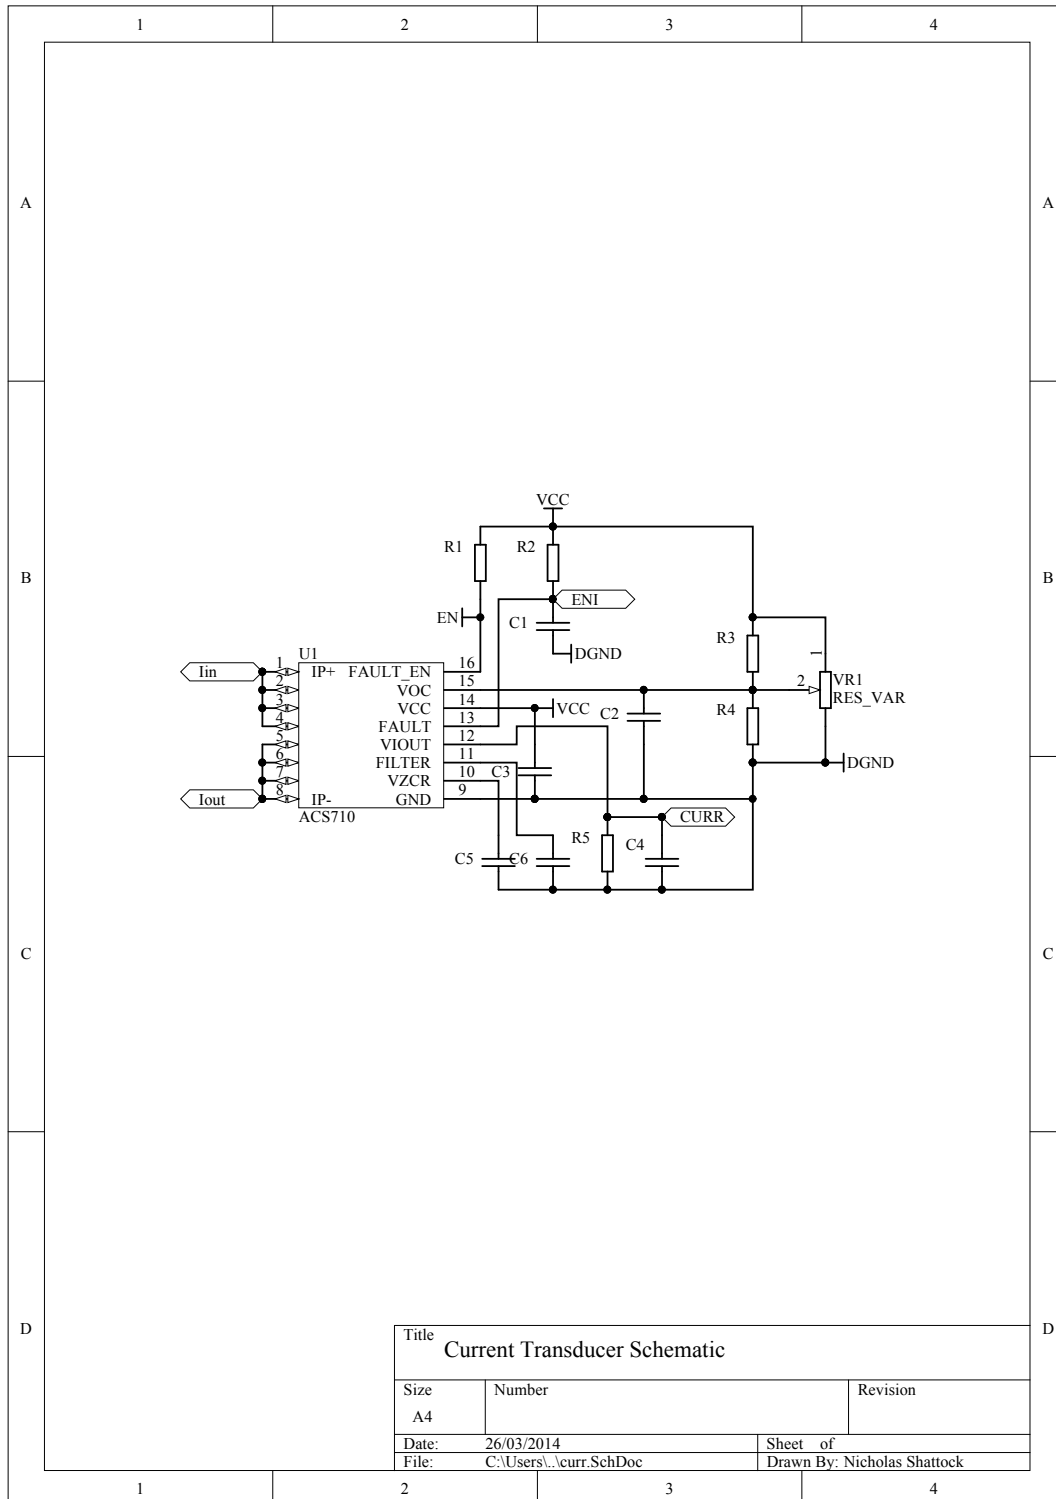 1 2 3 4
A A
B B
C C
D D
VCC
R1 R2
EN
ENI
C1
DGND
R3
R4
1
2 VR1
RES_VAR
DGND
U1
Iin
Iout
1 IP+ FAULT_EN 16
2 VOC 15
3 VCC 14
4 FAULT 13
5 VIOUT 12
6 FILTER 11
7 VZCR 10
8 IP- GND 9
ACS710
VCC
C2
C3
CURR
C5 C6 R5 C4
Title
Current Transducer Schematic
Size Number Revision
A4
Date: 26/03/2014 Sheet of
File: C:\Users\..\curr.SchDoc Drawn By: Nicholas Shattock
1 2 3 4